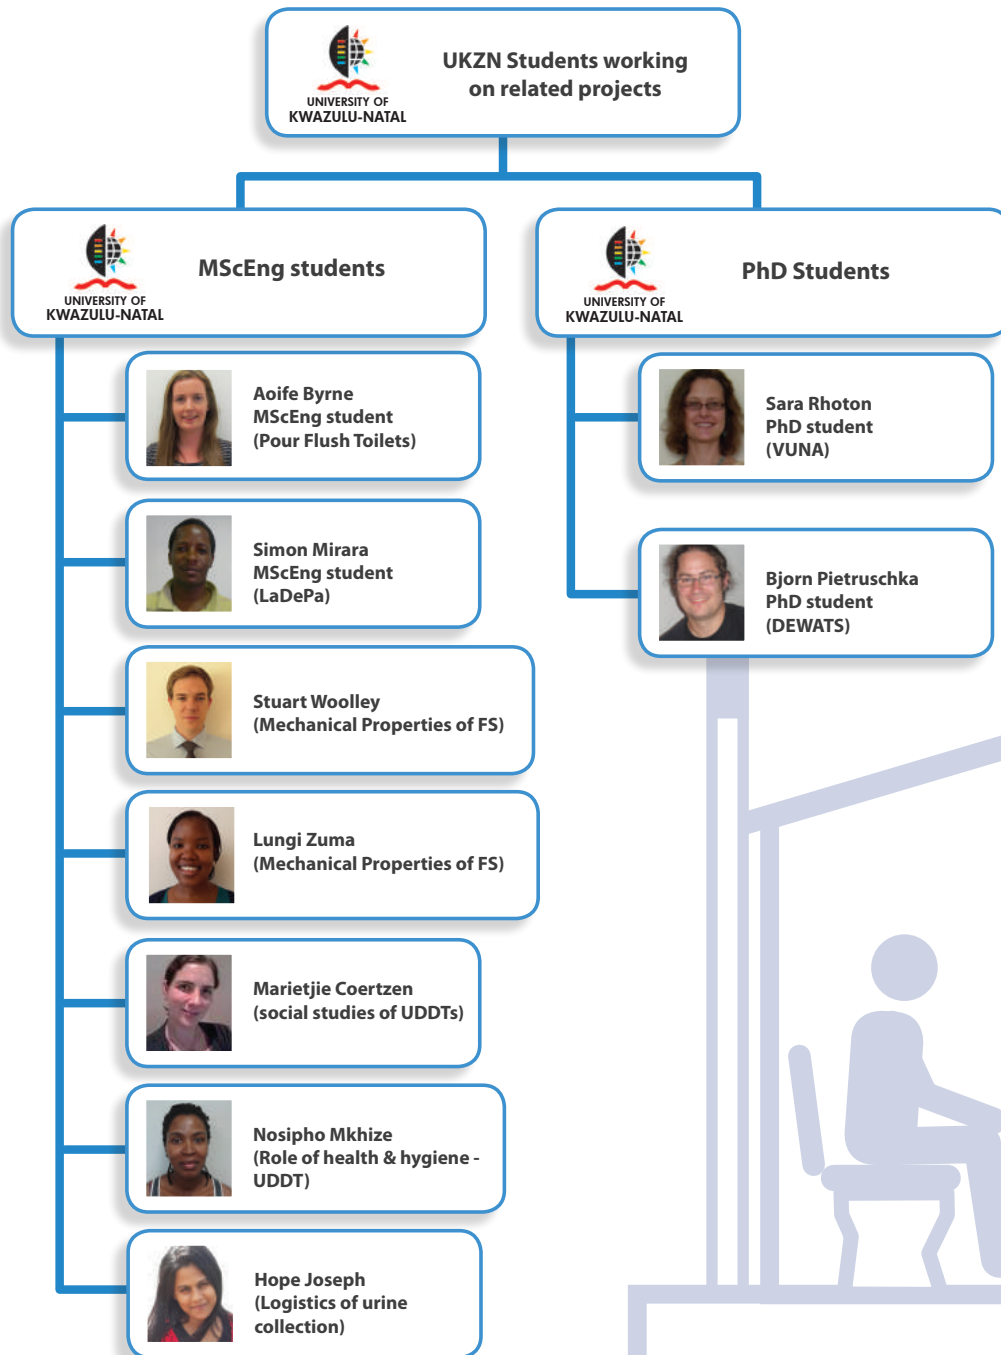 UNIVERSITY OF
KWAZULU-NATAL
UKZN Students working
on related projects
UNIVERSITY OF
KWAZULU-NATAL
MScEng students
Aoife Byrne
MScEng student
(Pour Flush Toilets)
Simon Mirara
MScEng student
(LaDePa)
Stuart Woolley
(Mechanical Properties of FS)
Lungi Zuma
(Mechanical Properties of FS)
Marietjie Coertzen
(social studies of UDDTs)
Nosipho Mkhize
(Role of health & hygiene -
UDDT)
Hope Joseph
(Logistics of urine
collection)
UNIVERSITY OF
KWAZULU-NATAL
PhD Students
Sara Rhoton
PhD student
(VUNA)
Bjorn Pietruschka
PhD student
(DEWATS)